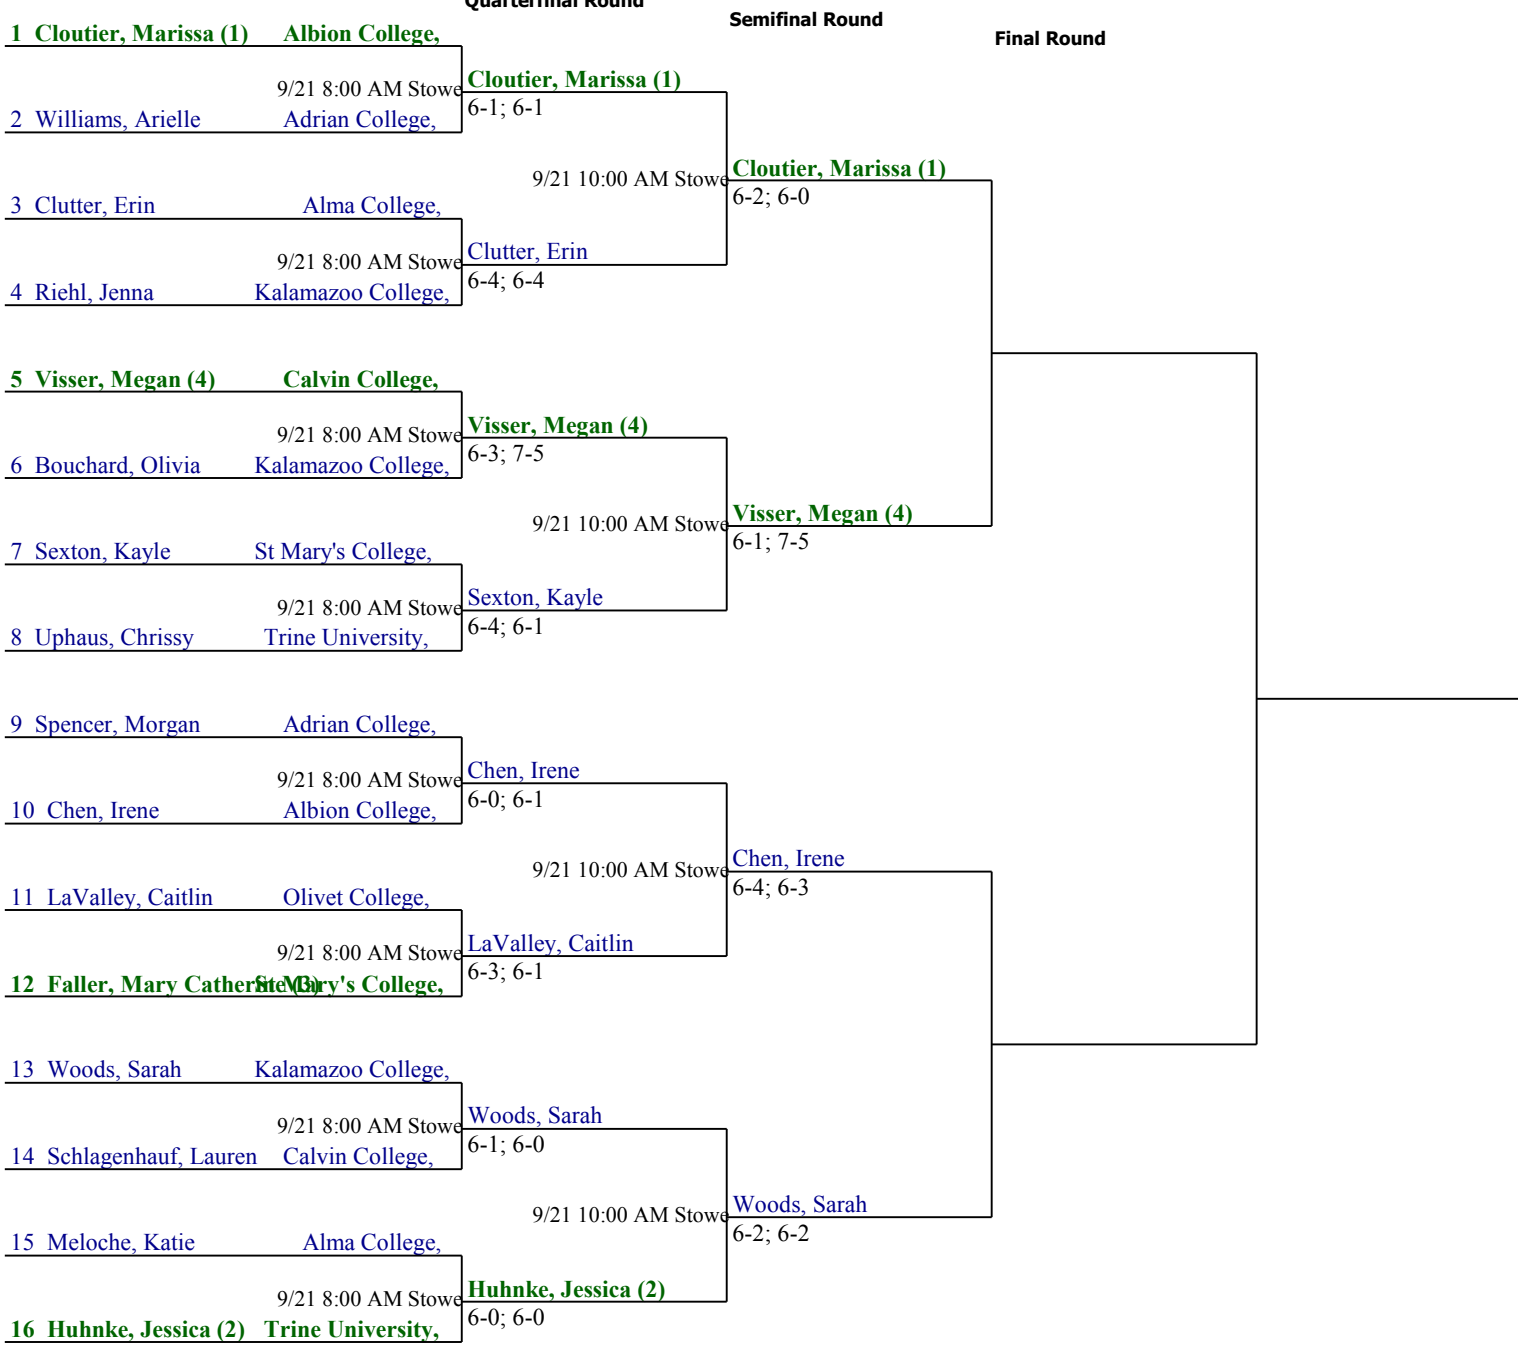 Quarterfinal Round
Semifinal Round
Final Round
1 Cloutier, Marissa (1) Albion College,
9/21 8:00 AM Stowe
Cloutier, Marissa (1)
6-1; 6-1
2 Williams, Arielle Adrian College,
9/21 10:00 AM Stowe
Cloutier, Marissa (1)
6-2; 6-0
3 Clutter, Erin Alma College,
9/21 8:00 AM Stowe
Clutter, Erin
6-4; 6-4
4 Riehl, Jenna Kalamazoo College,
5 Visser, Megan (4) Calvin College,
9/21 8:00 AM Stowe
Visser, Megan (4)
6-3; 7-5
6 Bouchard, Olivia Kalamazoo College,
9/21 10:00 AM Stowe
Visser, Megan (4)
6-1; 7-5
7 Sexton, Kayle St Mary's College,
9/21 8:00 AM Stowe
Sexton, Kayle
6-4; 6-1
8 Uphaus, Chrissy Trine University,
9 Spencer, Morgan Adrian College,
9/21 8:00 AM Stowe
Chen, Irene
6-0; 6-1
10 Chen, Irene Albion College,
9/21 10:00 AM Stowe
Chen, Irene
6-4; 6-3
11 LaValley, Caitlin Olivet College,
9/21 8:00 AM Stowe
LaValley, Caitlin
6-3; 6-1
12 Faller, Mary Catherine (3) St Mary's College,
13 Woods, Sarah Kalamazoo College,
9/21 8:00 AM Stowe
Woods, Sarah
6-1; 6-0
14 Schlagenhauf, Lauren Calvin College,
9/21 10:00 AM Stowe
Woods, Sarah
6-2; 6-2
15 Meloche, Katie Alma College,
9/21 8:00 AM Stowe
Huhnke, Jessica (2)
6-0; 6-0
16 Huhnke, Jessica (2) Trine University,